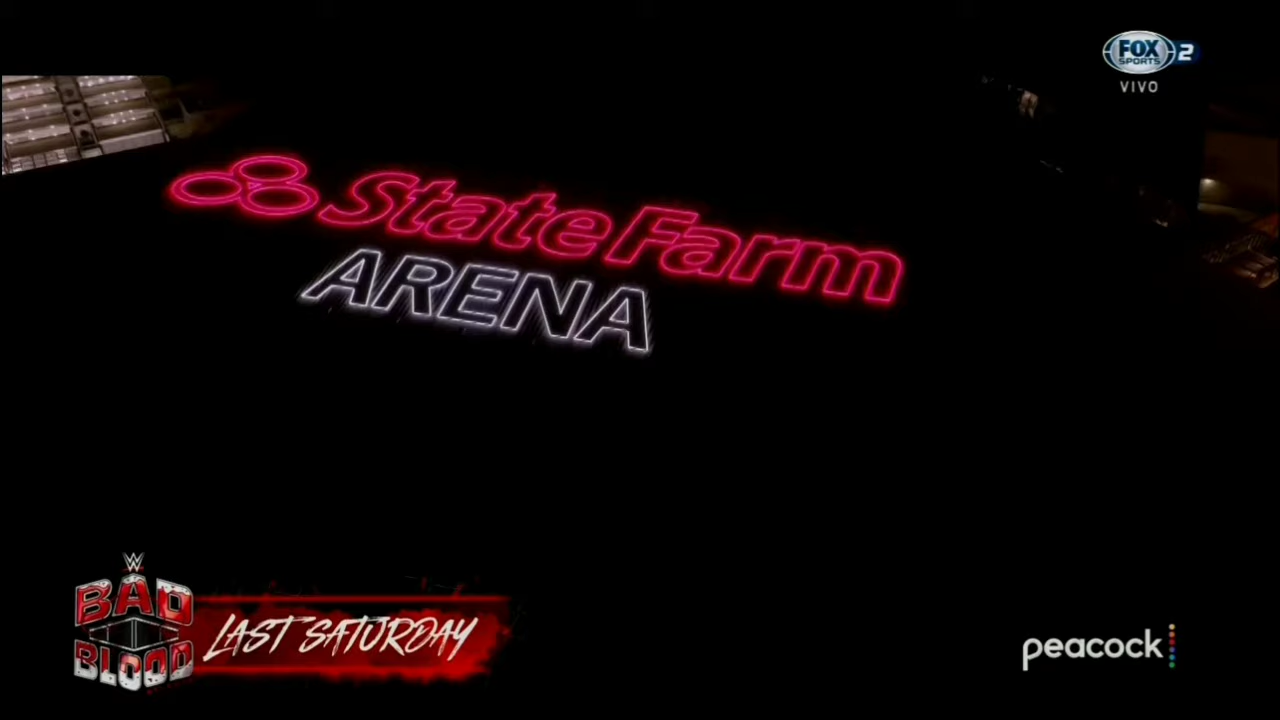 FOX
SPORTS 2
VIVO
State Farm
ARENA
W
BAD
BLOOD
LAST SATURDAY
peacock